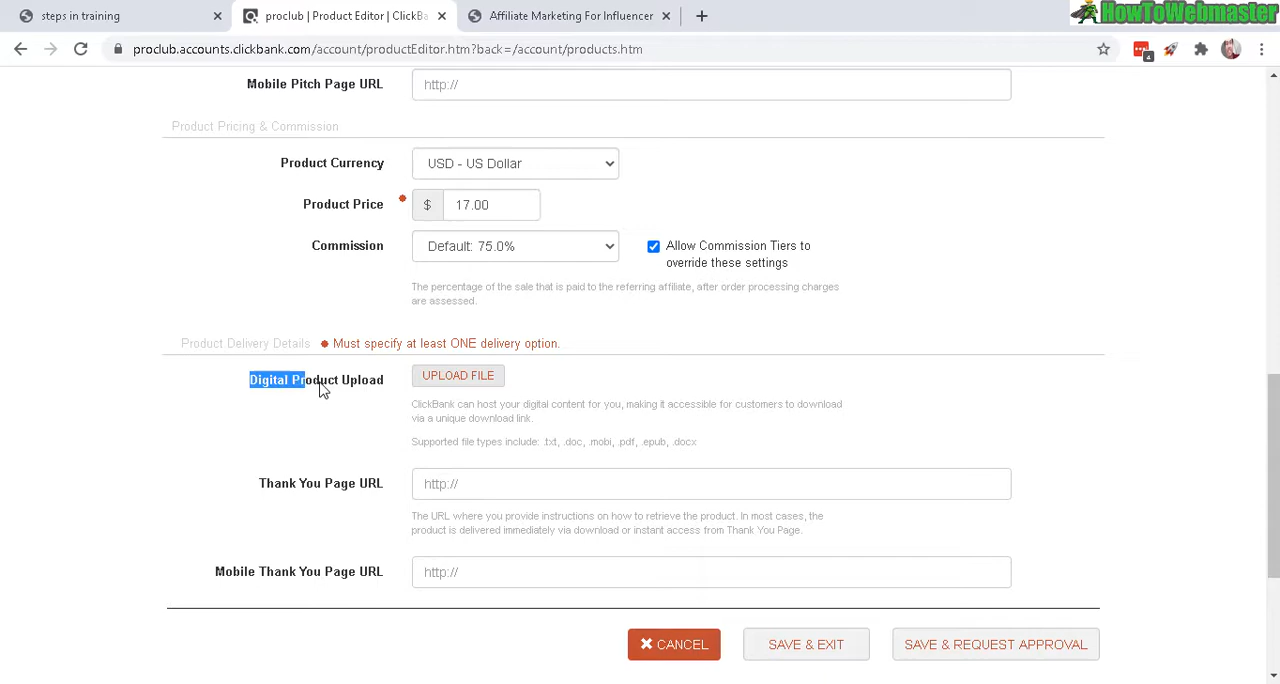 steps in training
proclub | Product Editor | ClickBa
Affiliate Marketing For Influencer
HowToWebmaster
proclub.accounts.clickbank.com/account/productEditor.htm?back=/account/products.htm
4
Mobile Pitch Page URL
http://
Product Pricing & Commission
Product Currency
USD - US Dollar
Product Price
$
17.00
Commission
Default: 75.0%
Allow Commission Tiers to
override these settings
The percentage of the sale that is paid to the referring affiliate, after order processing charges
are assessed.
Product Delivery Details
Must specify at least ONE delivery option.
Digital Product Upload
UPLOAD FILE
ClickBank can host your digital content for you, making it accessible for customers to download
via a unique download link.
Supported file types include: .txt, .doc, .mobi, .pdf, .epub, .docx
Thank You Page URL
http://
The URL where you provide instructions on how to retrieve the product. In most cases, the
product is delivered immediately via download or instant access from Thank You Page.
Mobile Thank You Page URL
http://
CANCEL
SAVE & EXIT
SAVE & REQUEST APPROVAL